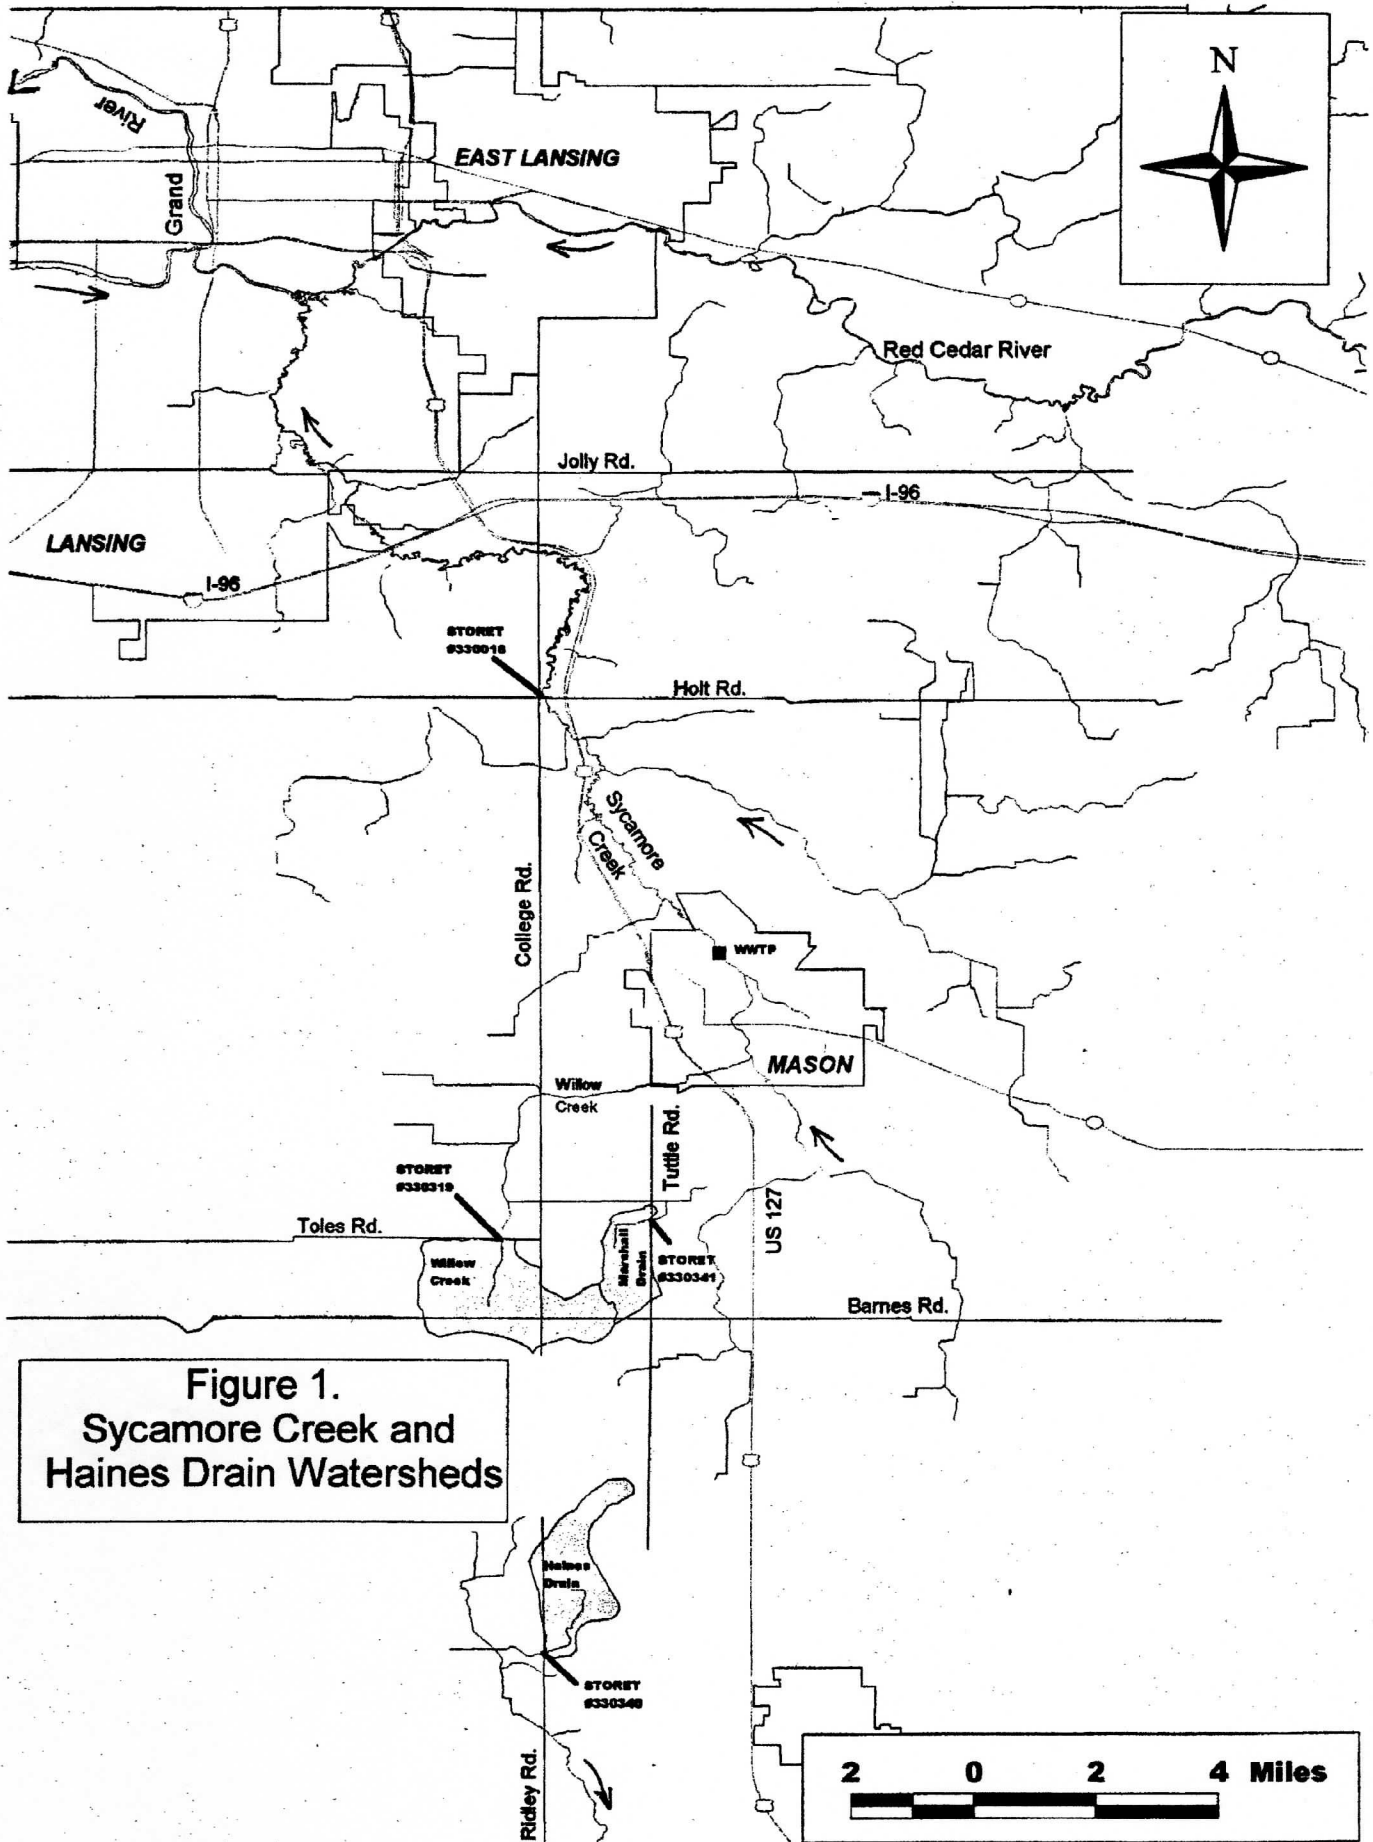 N
River
EAST LANSING
Grand
Red Cedar River
Jolly Rd.
I-96
LANSING
I-96
STORET
#330016
Holt Rd.
Sycamore
Creek
College Rd.
WWTP
MASON
Willow
Creek
Tuttle Rd.
STORET
#330319
US 127
Toles Rd.
Willow
Creek
Marshall
Drain
STORET
#330341
Barnes Rd.
Figure 1.
Sycamore Creek and
Haines Drain Watersheds
Haines
Drain
STORET
Ridley Rd.
2 0 2 4 Miles